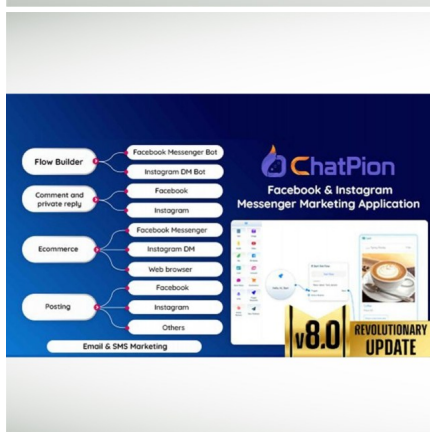 Flow Builder
Facebook Messenger Bot
Instagram DM Bot
Comment and
private reply
Facebook
Instagram
Ecommerce
Facebook Messenger
Instagram DM
Web browser
Posting
Facebook
Instagram
Others
Email & SMS Marketing
ChatPion
Facebook & Instagram
Messenger Marketing Application
v8.0
REVOLUTIONARY
UPDATE